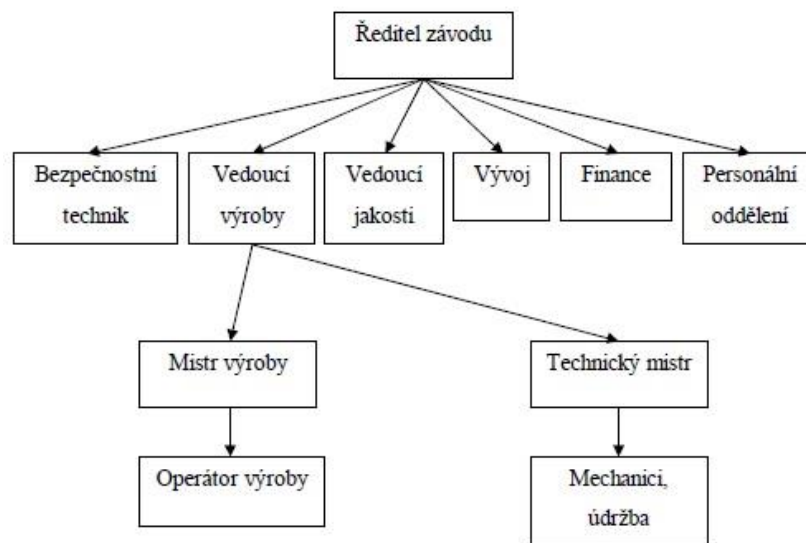 Ředitel závodu
Bezpečnostní
technik
Vedoucí
výroby
Vedoucí
jakosti
Vývoj
Finance
Personální
oddělení
Mistr výroby
Technický mistr
Operátor výroby
Mechanici,
údržba